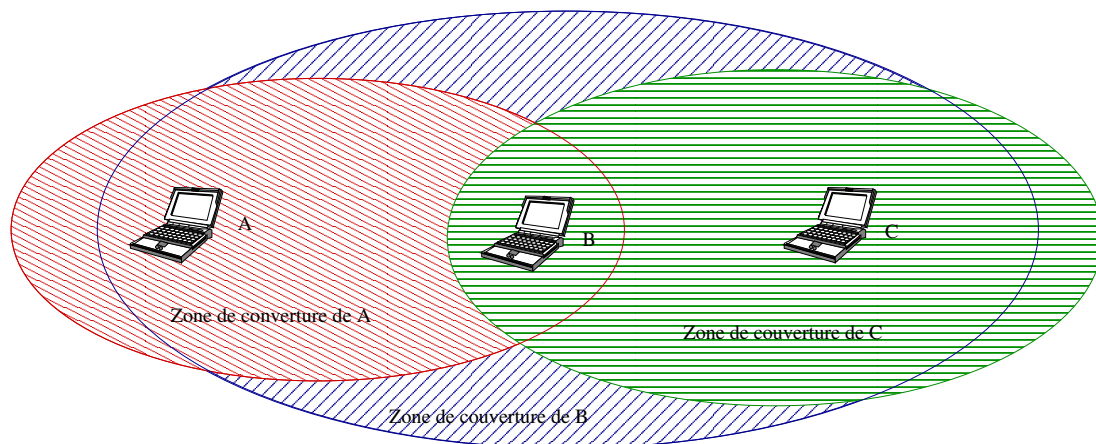 A
B
C
Zone de converture de A
Zone de couverture de C
Zone de couverture de B